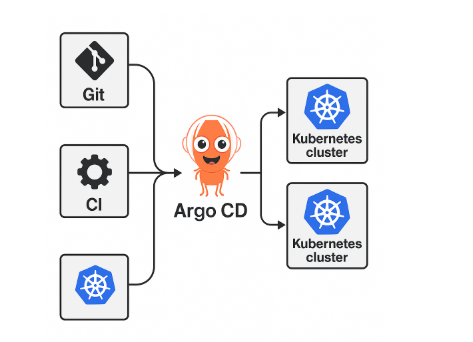 Git
CI
Argo CD
Kubernetes
cluster
Kubernetes
cluster